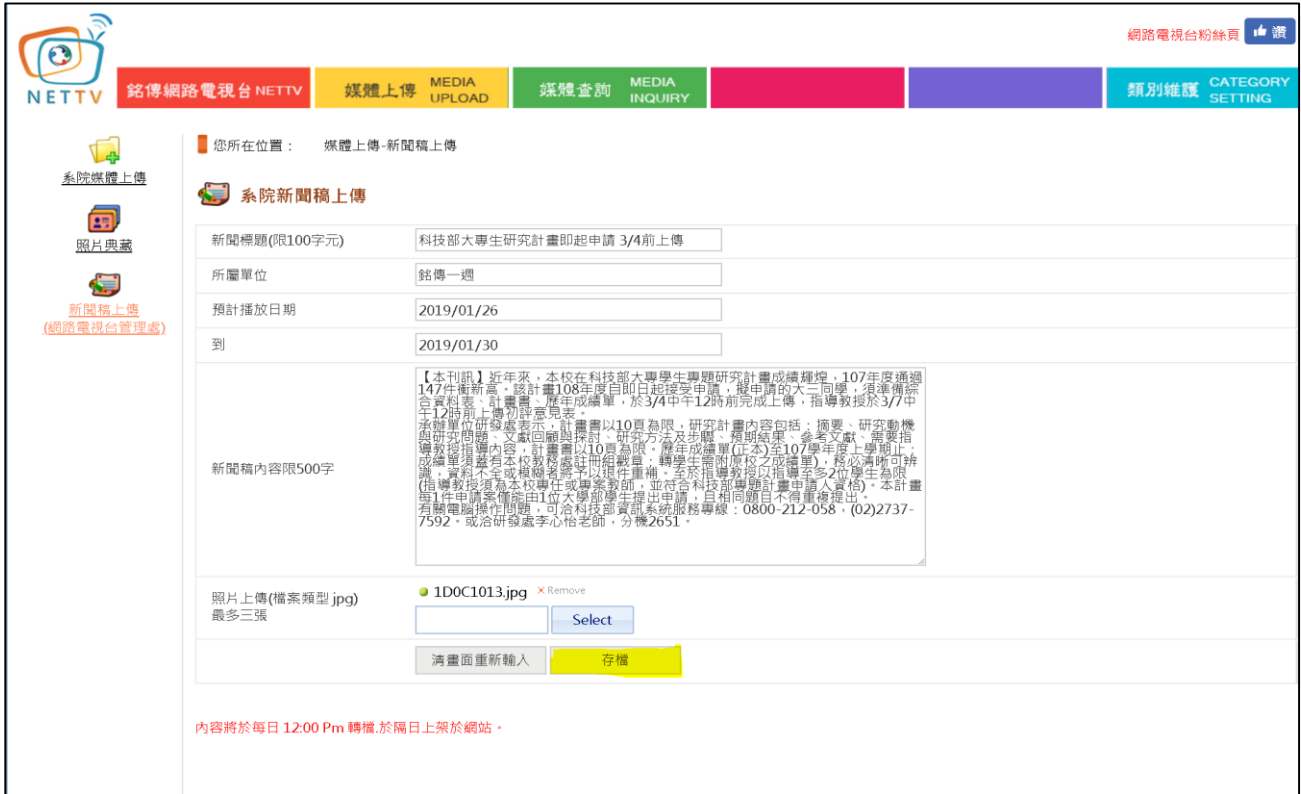 網路電視台粉絲頁 讚
NETTV
銘傳網路電視台 NETTV
媒體上傳 MEDIA UPLOAD
媒體查詢 MEDIA INQUIRY
類別維護 CATEGORY SETTING
系院媒體上傳
照片典藏
新聞稿上傳
(網路電視台管理處)
您所在位置： 媒體上傳-新聞稿上傳
系院新聞稿上傳
新聞標題(限100字元) 科技部大專生研究計畫即起申請 3/4前上傳
所屬單位 銘傳一週
預計播放日期 2019/01/26
到 2019/01/30
新聞稿內容限500字
【本刊訊】近年來，本校在科技部大專學生專題研究計畫成績輝煌，107年度通過
147件衝新高。該計畫108年度自即日起接受申請，擬申請的大三同學，須準備綜
合資料表、計畫書、歷年成績單，於3/4中午12時前完成上傳，指導教授於3/7中
午12時前上傳初評意見表。
承辦單位研發處表示，計畫書以10頁為限，研究計畫內容包括：摘要、研究動機
與研究問題、文獻回顧與探討、研究方法及步驟、預期結果、參考文獻、需要指
導教授指導內容，計畫書以10頁為限。歷年成績單(正本)至107學年度上學期止；
成績單須蓋有本校教務處註冊組戳章；轉學生需附原校之成績單)，務必清晰可辨
識，資料不全或模糊者將予以退件重補。至於指導教授以指導至多2位學生為限
(指導教授須為本校專任或專案教師，並符合科技部專題計畫申請人資格)。本計畫
每1件申請案僅能由1位大學部學生提出申請，且相同題目不得重複提出。
有關電腦操作問題，可洽科技部資訊系統服務專線：0800-212-058，(02)2737-
7592。或洽研發處李心怡老師，分機2651。
照片上傳(檔案類型 jpg)
最多三張
1D0C1013.jpg Remove
Select
清畫面重新輸入 存檔
內容將於每日 12:00 Pm 轉檔,於隔日上架於網站。